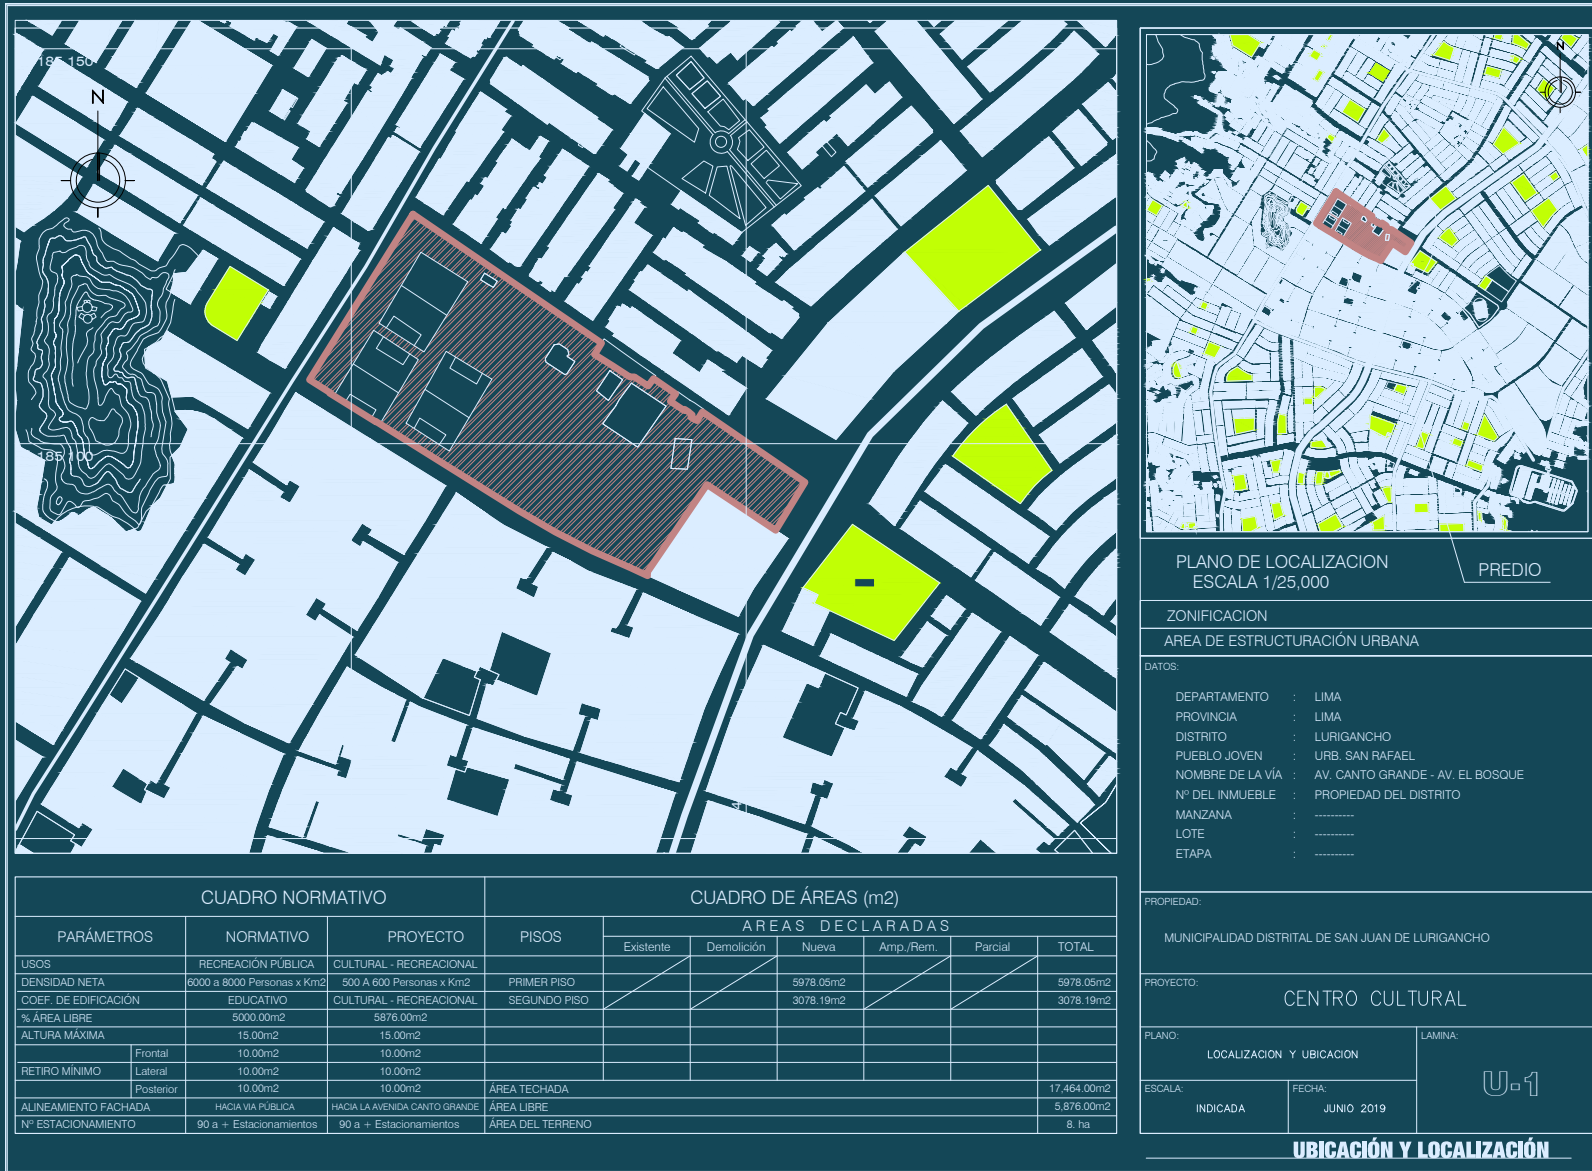 185 150
N
185 100
N
PLANO DE LOCALIZACION
ESCALA 1/25,000
PREDIO
ZONIFICACION
AREA DE ESTRUCTURACIÓN URBANA
DATOS:
DEPARTAMENTO : LIMA
PROVINCIA : LIMA
DISTRITO : LURIGANCHO
PUEBLO JOVEN : URB. SAN RAFAEL
NOMBRE DE LA VÍA : AV. CANTO GRANDE - AV. EL BOSQUE
Nº DEL INMUEBLE : PROPIEDAD DEL DISTRITO
MANZANA : ----------
LOTE : ----------
ETAPA : ----------
PROPIEDAD:
MUNICIPALIDAD DISTRITAL DE SAN JUAN DE LURIGANCHO
PROYECTO:
CENTRO CULTURAL
PLANO:
LOCALIZACION Y UBICACION
LAMINA:
U-1
ESCALA:
INDICADA
FECHA:
JUNIO 2019
UBICACIÓN Y LOCALIZACIÓN
CUADRO NORMATIVO
PARÁMETROS NORMATIVO PROYECTO
USOS RECREACIÓN PÚBLICA CULTURAL - RECREACIONAL
DENSIDAD NETA 6000 a 8000 Personas x Km2 500 A 600 Personas x Km2
COEF. DE EDIFICACIÓN EDUCATIVO CULTURAL - RECREACIONAL
% ÁREA LIBRE 5000.00m2 5876.00m2
ALTURA MÁXIMA 15.00m2 15.00m2
Frontal 10.00m2 10.00m2
RETIRO MÍNIMO Lateral 10.00m2 10.00m2
Posterior 10.00m2 10.00m2
ALINEAMIENTO FACHADA HACIA VIA PÚBLICA HACIA LA AVENIDA CANTO GRANDE
Nº ESTACIONAMIENTO 90 a + Estacionamientos 90 a + Estacionamientos
CUADRO DE ÁREAS (m2)
PISOS AREAS DECLARADAS
Existente Demolición Nueva Amp./Rem. Parcial TOTAL
PRIMER PISO 5978.05m2 5978.05m2
SEGUNDO PISO 3078.19m2 3078.19m2
ÁREA TECHADA 17,464.00m2
ÁREA LIBRE 5,876.00m2
ÁREA DEL TERRENO 8. ha